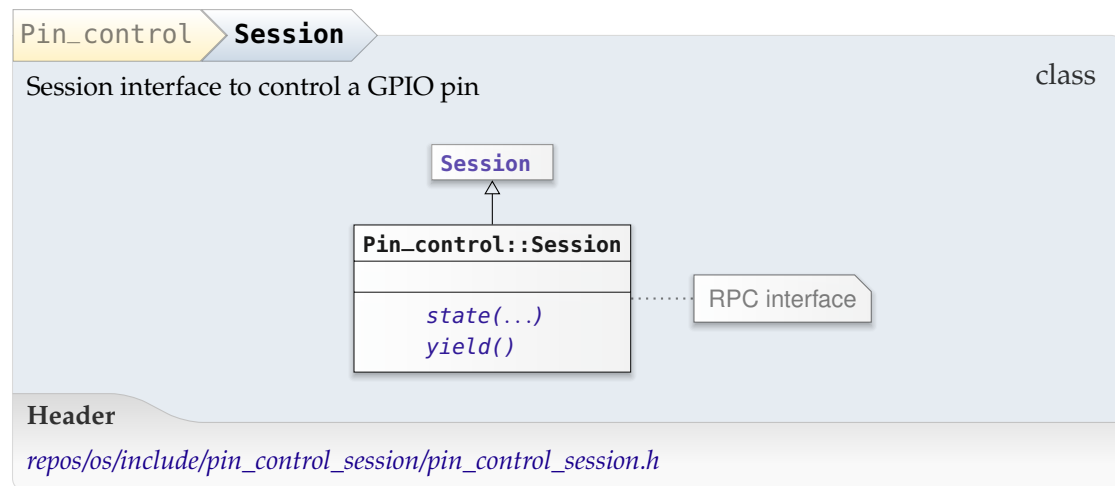 Pin_control Session
Session interface to control a GPIO pin
class
Session
Pin_control::Session
state(...)
yield()
RPC interface
Header
repos/os/include/pin_control_session/pin_control_session.h